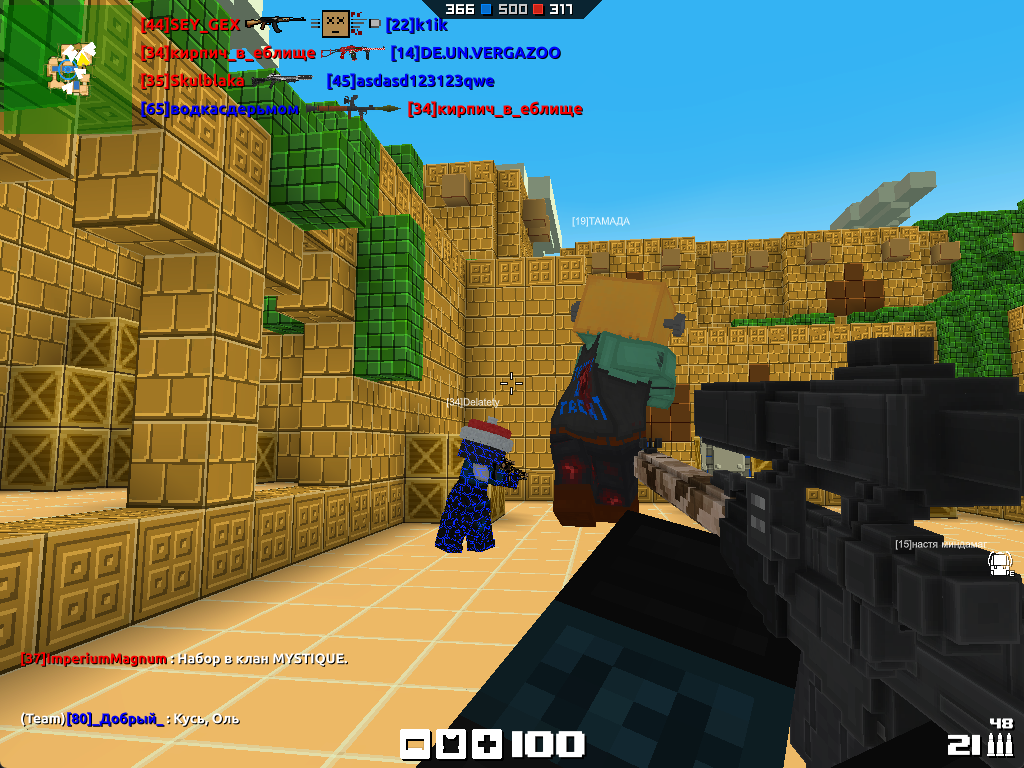 366 500 317
[44]SEY_GEX [22]k1ik
[34]кирпич_в_еблище [14]DE.UN.VERGAZOO
[35]Skulblaka [45]asdasd123123qwe
[65]водкасдерьмом [34]кирпич_в_еблище
[19]ТАМАДА
[34]Delatety_
[15]настя миндамаг
[37]ImperiumMagnum : Набор в клан MYSTIQUE.
(Team)[80]_Добрый_ : Кусь, Оль
48
100 21